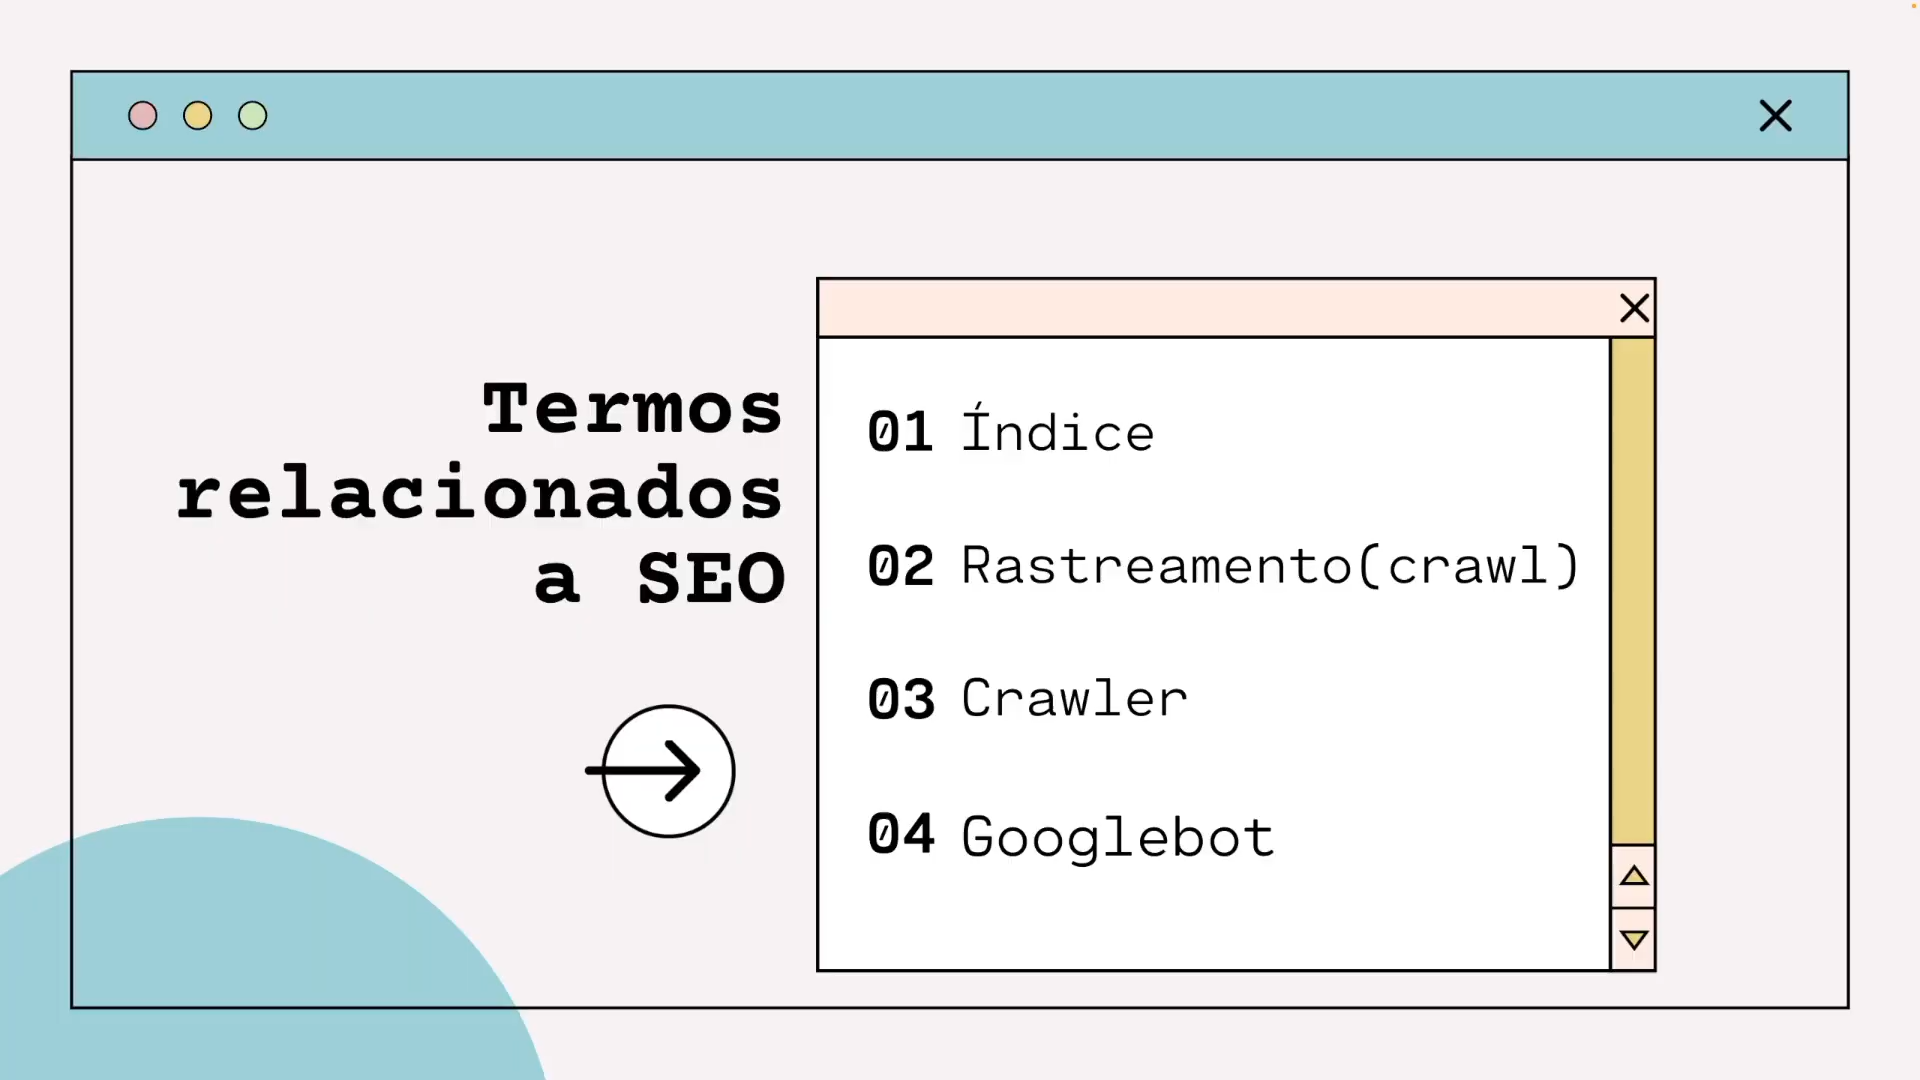 Termos
relacionados
a SEO
01 Índice
02 Rastreamento(crawl)
03 Crawler
04 Googlebot